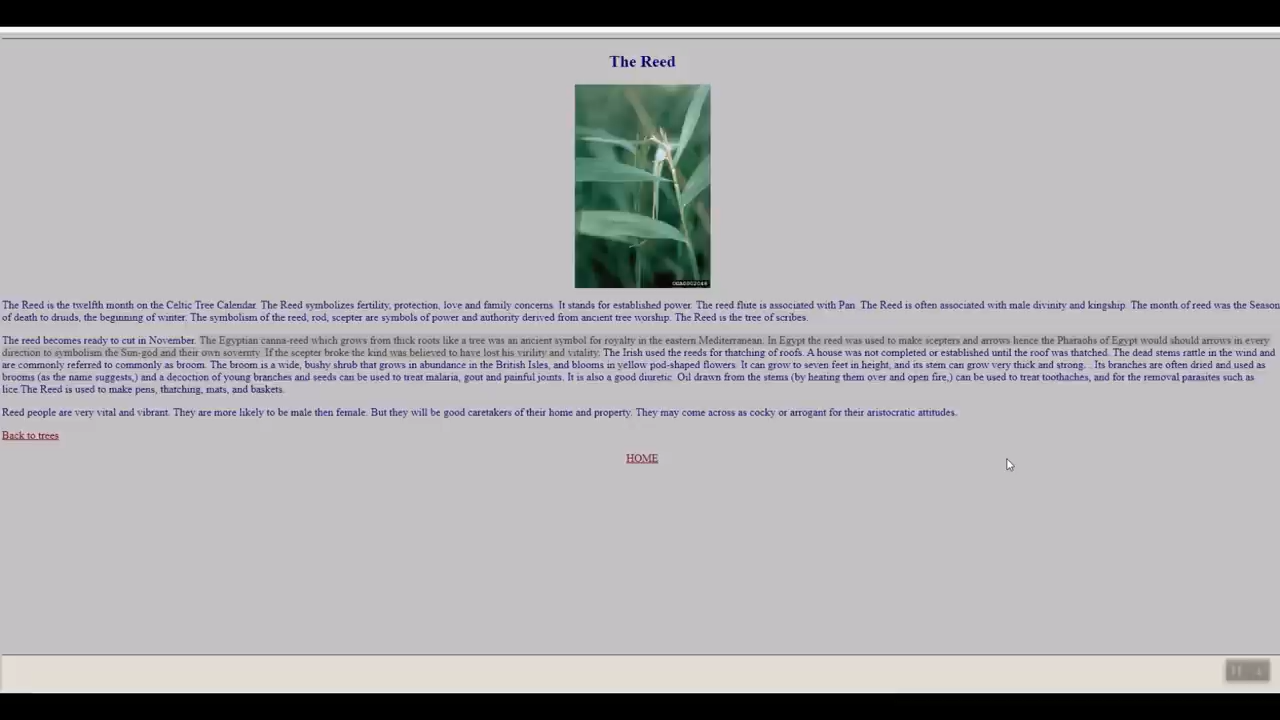 The Reed
The Reed is the twelfth month on the Celtic Tree Calendar. The Reed symbolizes fertility, protection, love and family concerns. It stands for established power. The reed flute is associated with Pan. The Reed is often associated with male divinity and kingship. The month of reed was the Season
of death to druids, the beginning of winter. The symbolism of the reed, rod, scepter are symbols of power and authority derived from ancient tree worship. The Reed is the tree of scribes.
The reed becomes ready to cut in November. The Egyptian canna-reed which grows from thick roots like a tree was an ancient symbol for royalty in the eastern Mediterranean. In Egypt the reed was used to make scepters and arrows hence the Pharaohs of Egypt would should arrows in every
direction to symbolism the Sun-god and their own sovernty. If the scepter broke the kind was believed to have lost his virility and vitality. The Irish used the reeds for thatching of roofs. A house was not completed or established until the roof was thatched. The dead stems rattle in the wind and
are commonly referred to commonly as broom. The broom is a wide, bushy shrub that grows in abundance in the British Isles, and blooms in yellow pod-shaped flowers. It can grow to seven feet in height, and its stem can grow very thick and strong. . Its branches are often dried and used as
brooms (as the name suggests,) and a decoction of young branches and seeds can be used to treat malaria, gout and painful joints. It is also a good diuretic. Oil drawn from the stems (by heating them over and open fire,) can be used to treat toothaches, and for the removal parasites such as
lice.The Reed is used to make pens, thatching, mats, and baskets.
Reed people are very vital and vibrant. They are more likely to be male then female. But they will be good caretakers of their home and property. They may come across as cocky or arrogant for their aristocratic attitudes.
Back to trees
HOME